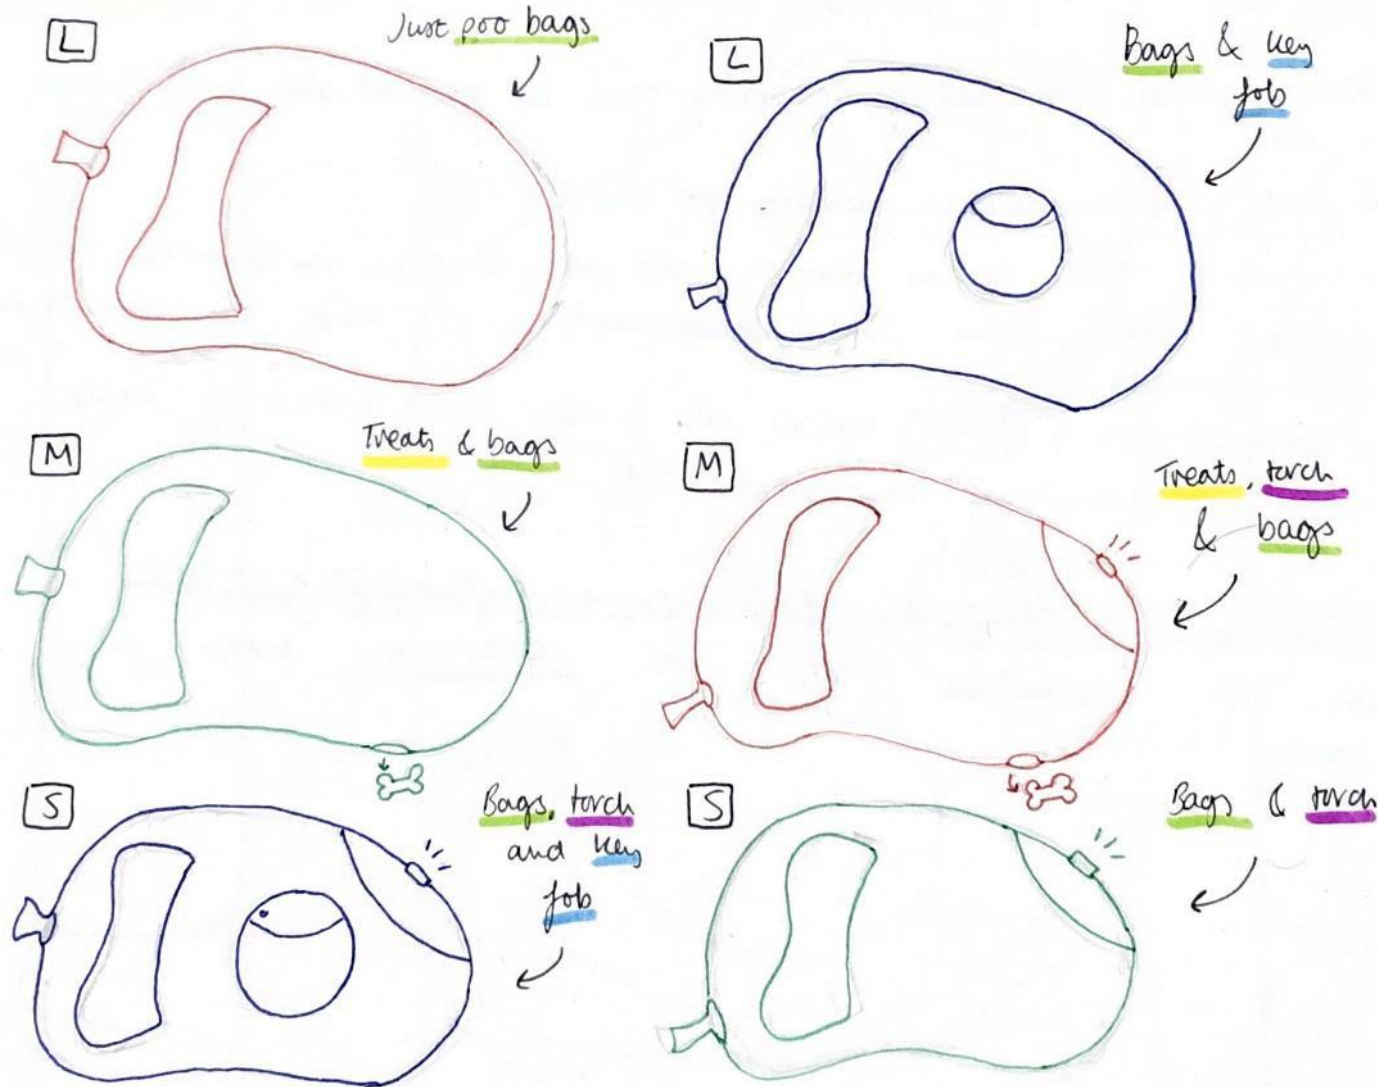 L
Just poo bags
L
Bags & key
fob
M
Treats & bags
M
Treats, torch
& bags
S
Bags, torch
and key
fob
S
Bags & torch